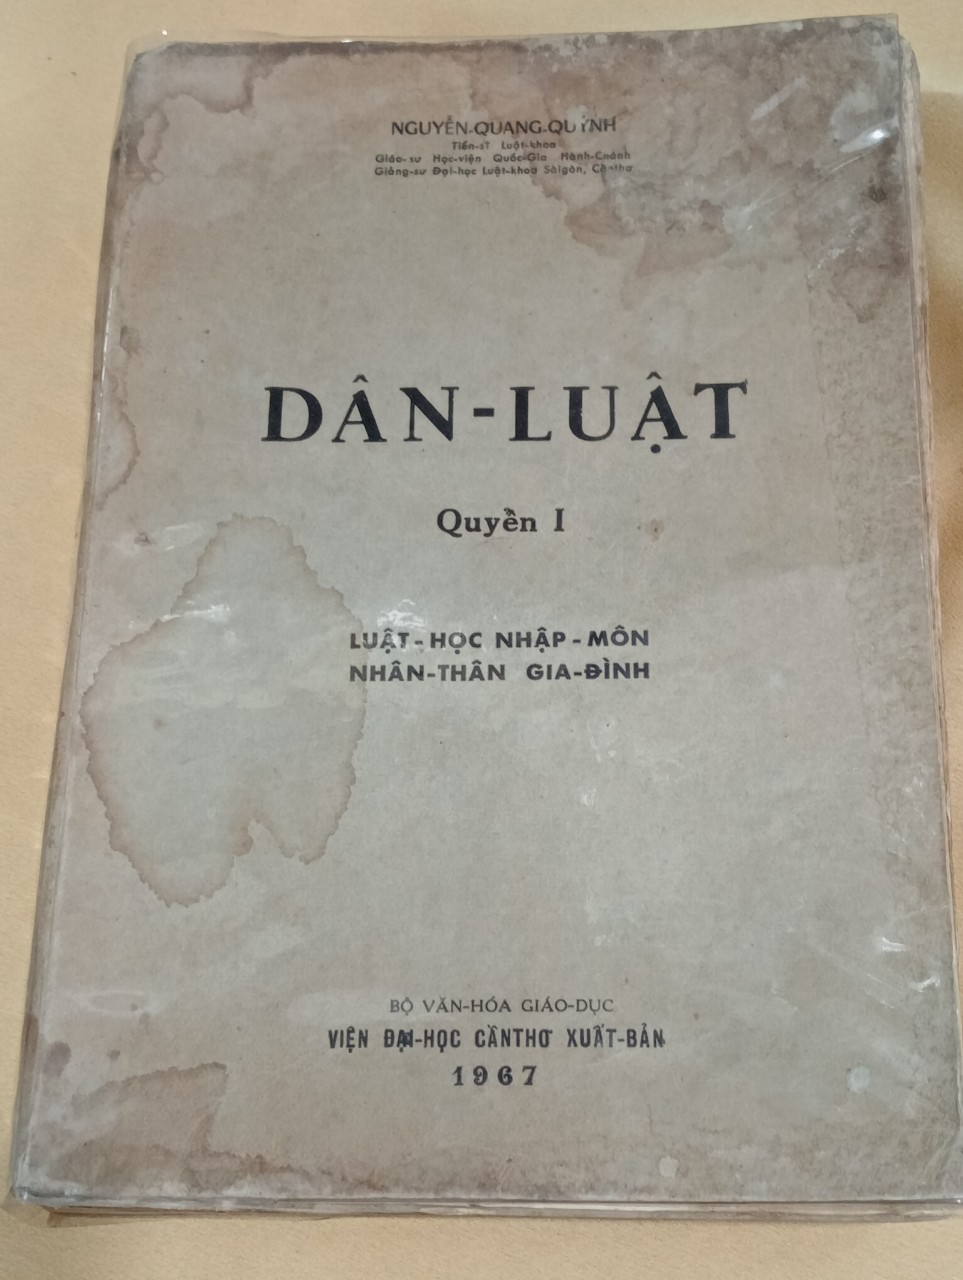 NGUYỄN-QUANG-QUỲNH
Tiến-sĩ Luật-khoa
Giáo-sư Học-viện Quốc-Gia Hành-Chánh
Giảng-sư Đại-học Luật-khoa Sàigòn, Cầnthơ
DÂN-LUẬT
Quyển I
LUẬT-HỌC NHẬP-MÔN
NHÂN-THÂN GIA-ĐÌNH
BỘ VĂN-HÓA GIÁO-DỤC
VIỆN ĐẠI-HỌC CẦNTHƠ XUẤT-BẢN
1967